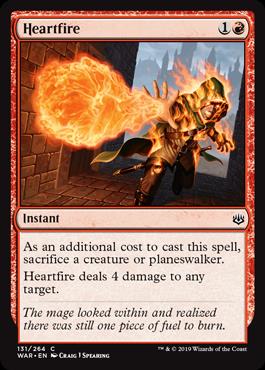 Heartfire 1
Instant
As an additional cost to cast this spell,
sacrifice a creature or planeswalker.
Heartfire deals 4 damage to any
target.
The mage looked within and realized
there was still one piece of fuel to burn.
131/264 C
WAR • EN Craig J Spearing
™ & © 2019 Wizards of the Coast